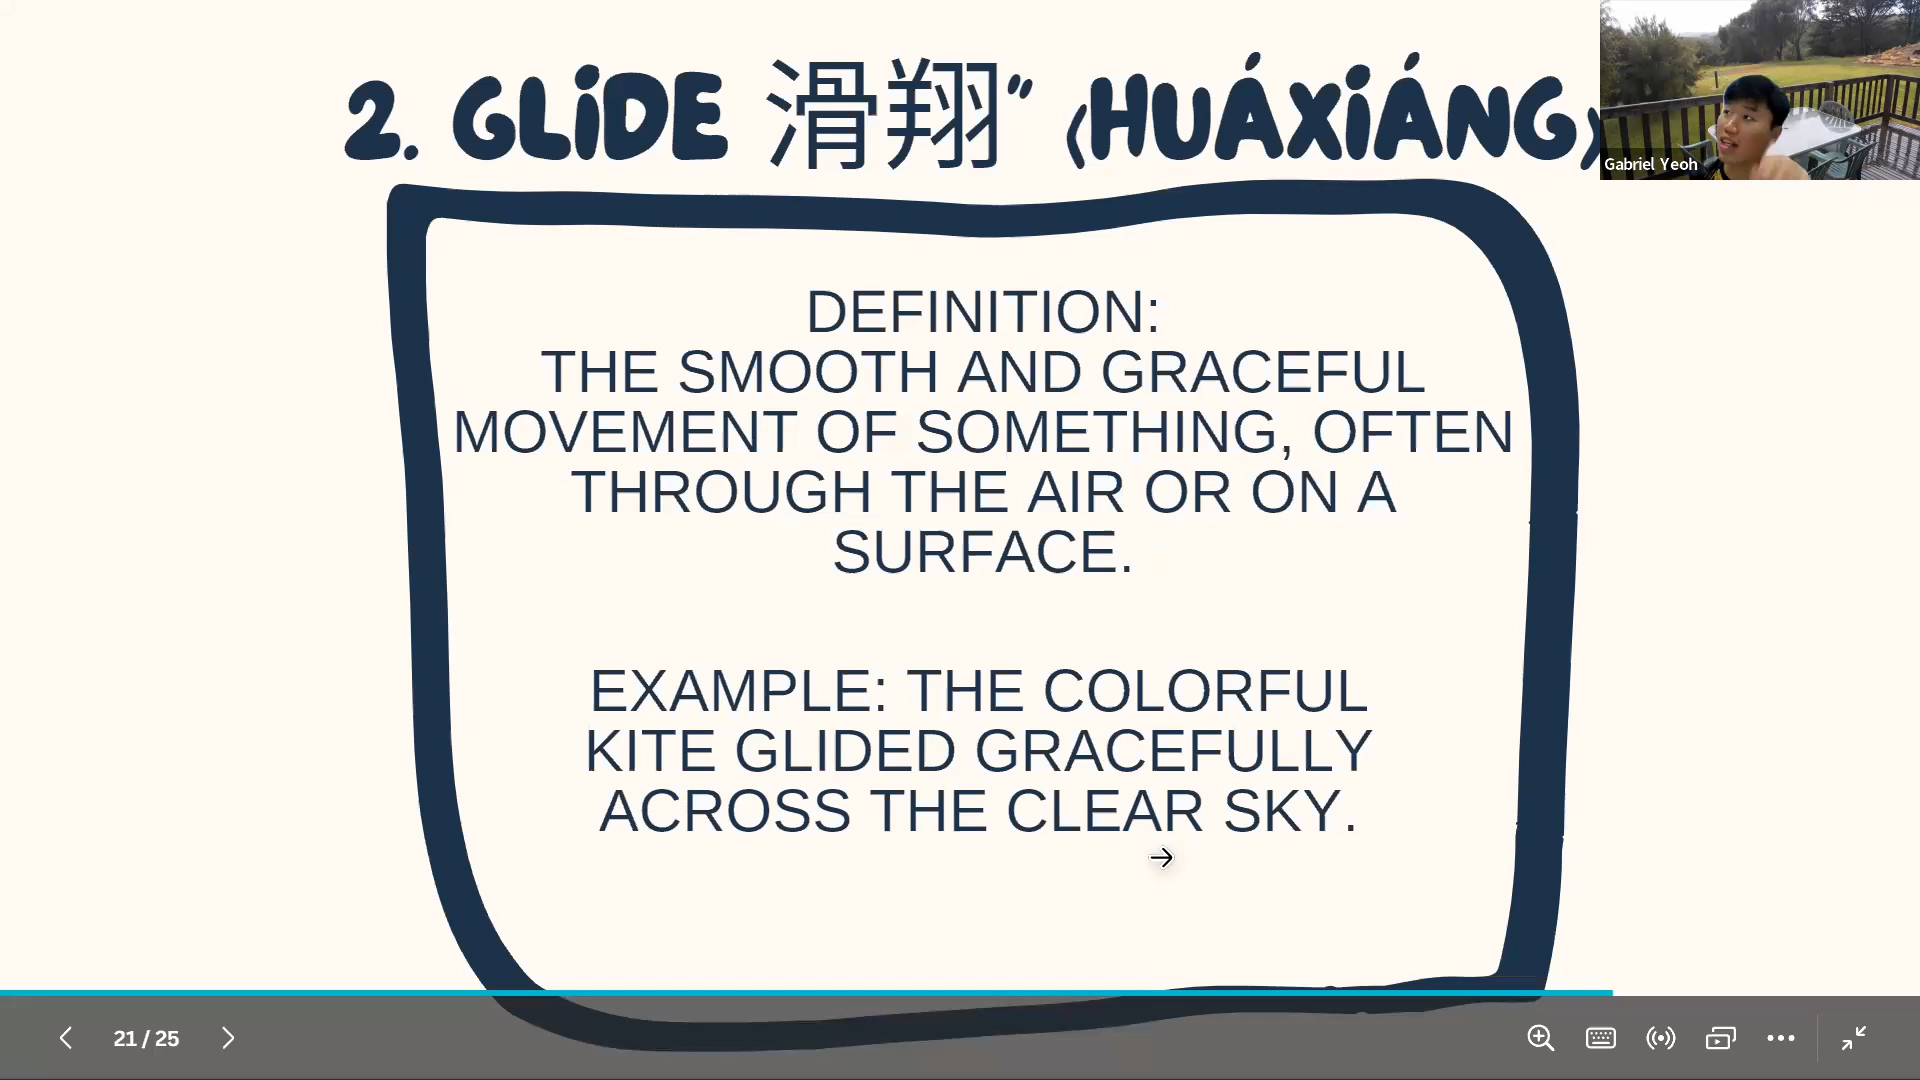 2. GLIDE 滑翔” (HUÁXIÁNG)
Gabriel Yeoh
DEFINITION:
THE SMOOTH AND GRACEFUL
MOVEMENT OF SOMETHING, OFTEN
THROUGH THE AIR OR ON A
SURFACE.
EXAMPLE: THE COLORFUL
KITE GLIDED GRACEFULLY
ACROSS THE CLEAR SKY.
21 / 25